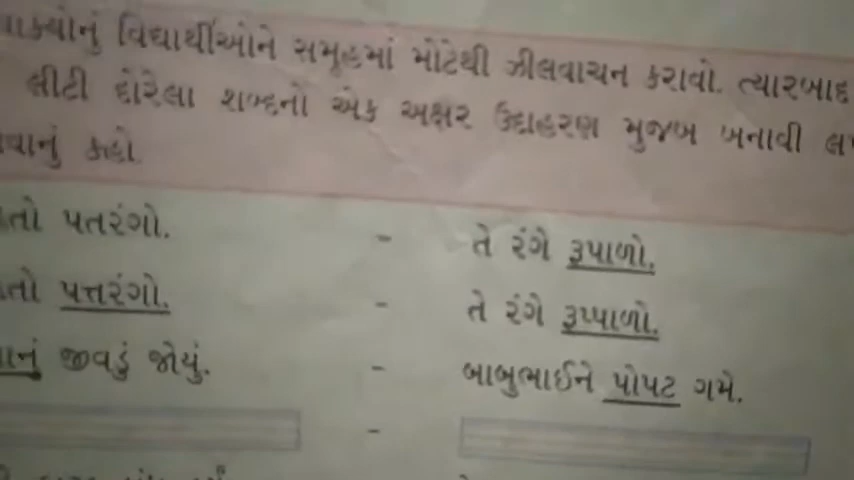 વાક્યોનું વિદ્યાર્થીઓને સમૂહમાં મોટેથી ઝીલવાચન કરાવો. ત્યારબાદ
લીટી દોરેલા શબ્દનો એક અક્ષર ઉદાહરણ મુજબ બનાવી
કહો.
પતરંગો. - તે રંગે રૂપાળો.
પત્તરંગો. - તે રંગે રૂપ્પાળો.
જીવડું જોયું. - બાબુભાઈને પોપટ ગમે.
-